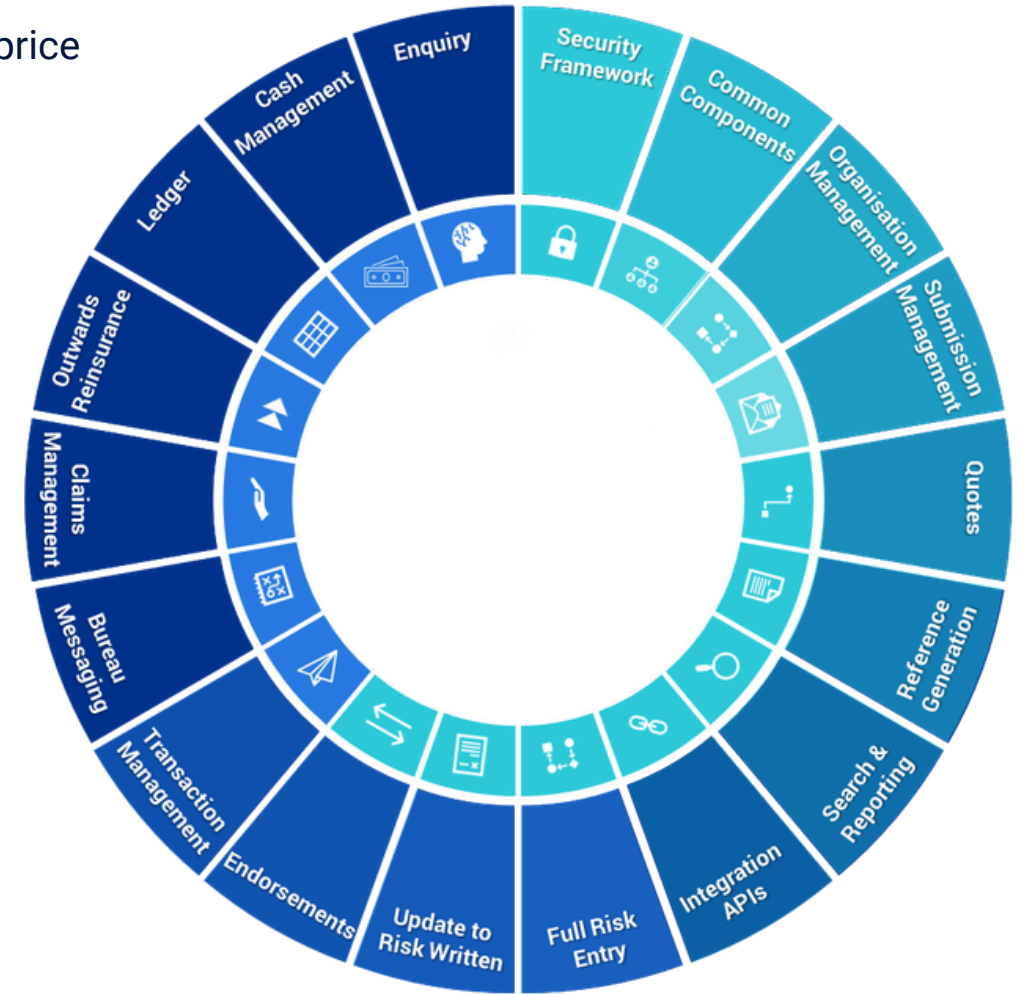 price
Enquiry
Security
Framework
Common
Components
Organisation
Management
Submission
Management
Quotes
Reference
Generation
Search &
Reporting
Integration
APIs
Full Risk
Entry
Update to
Risk Written
Endorsements
Transaction
Management
Bureau
Messaging
Claims
Management
Outwards
Reinsurance
Ledger
Cash
Management